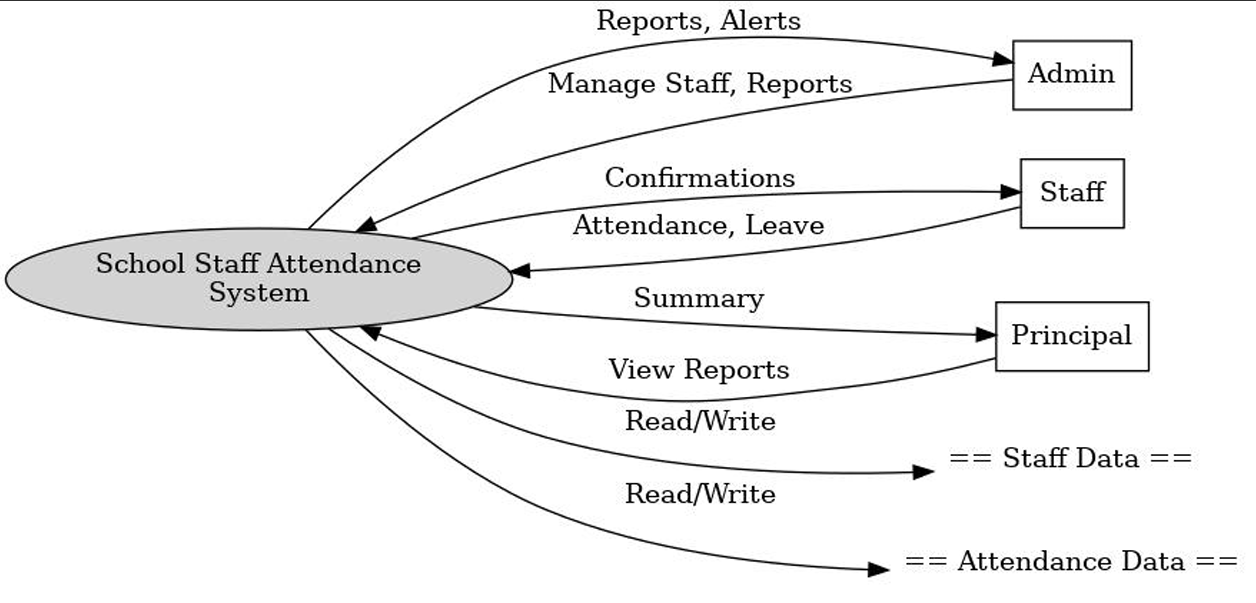 Reports, Alerts
Admin
Manage Staff, Reports
Confirmations
Staff
Attendance, Leave
School Staff Attendance
System
Summary
Principal
View Reports
Read/Write
== Staff Data ==
Read/Write
== Attendance Data ==